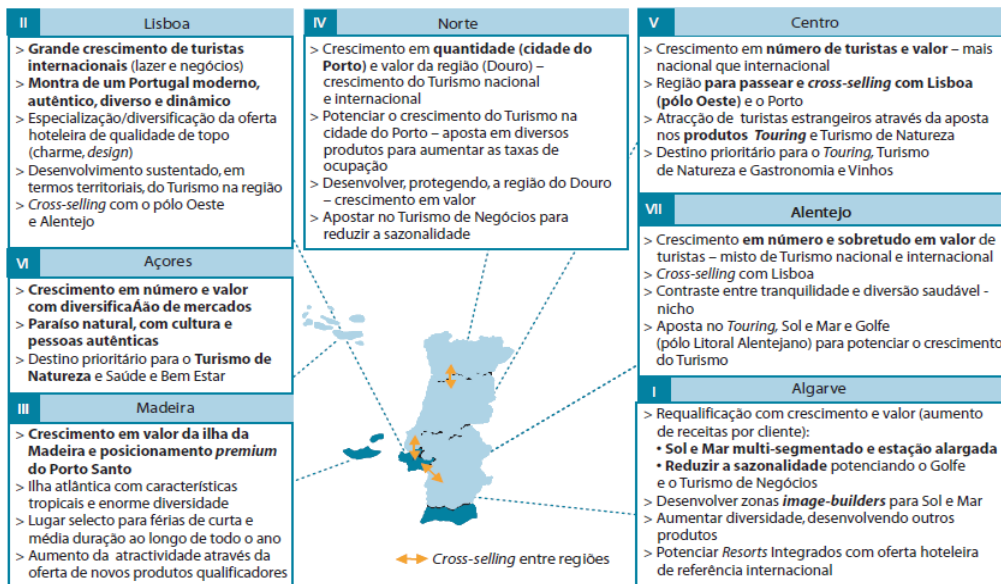 II Lisboa
> Grande crescimento de turistas
internacionais (lazer e negócios)
> Montra de um Portugal moderno,
autêntico, diverso e dinâmico
> Especialização/diversificação da oferta
hoteleira de qualidade de topo
(charme, design)
> Desenvolvimento sustentado, em
termos territoriais, do Turismo na região
> Cross-selling com o pólo Oeste
e Alentejo
VI Açores
> Crescimento em número e valor
com diversificaÁão de mercados
> Paraíso natural, com cultura e
pessoas autênticas
> Destino prioritário para o Turismo de
Natureza e Saúde e Bem Estar
III Madeira
> Crescimento em valor da ilha da
Madeira e posicionamento premium
do Porto Santo
> Ilha atlântica com características
tropicais e enorme diversidade
> Lugar selecto para férias de curta e
média duração ao longo de todo o ano
> Aumento da atractividade através da
oferta de novos produtos qualificadores
IV Norte
> Crescimento em quantidade (cidade do
Porto) e valor da região (Douro) –
crescimento do Turismo nacional
e internacional
> Potenciar o crescimento do Turismo na
cidade do Porto – aposta em diversos
produtos para aumentar as taxas de
ocupação
> Desenvolver, protegendo, a região do Douro
– crescimento em valor
> Apostar no Turismo de Negócios para
reduzir a sazonalidade
Cross-selling entre regiões
V Centro
> Crescimento em número de turistas e valor – mais
nacional que internacional
> Região para passear e cross-selling com Lisboa
(pólo Oeste) e o Porto
> Atracção de turistas estrangeiros através da aposta
nos produtos Touring e Turismo de Natureza
> Destino prioritário para o Touring, Turismo
de Natureza e Gastronomia e Vinhos
VII Alentejo
> Crescimento em número e sobretudo em valor de
turistas – misto de Turismo nacional e internacional
> Cross-selling com Lisboa
> Contraste entre tranquilidade e diversão saudável -
nicho
> Aposta no Touring, Sol e Mar e Golfe
(pólo Litoral Alentejano) para potenciar o crescimento
do Turismo
I Algarve
> Requalificação com crescimento e valor (aumento
de receitas por cliente):
• Sol e Mar multi-segmentado e estação alargada
• Reduzir a sazonalidade potenciando o Golfe
e o Turismo de Negócios
> Desenvolver zonas image-builders para Sol e Mar
> Aumentar diversidade, desenvolvendo outros
produtos
> Potenciar Resorts Integrados com oferta hoteleira
de referência internacional